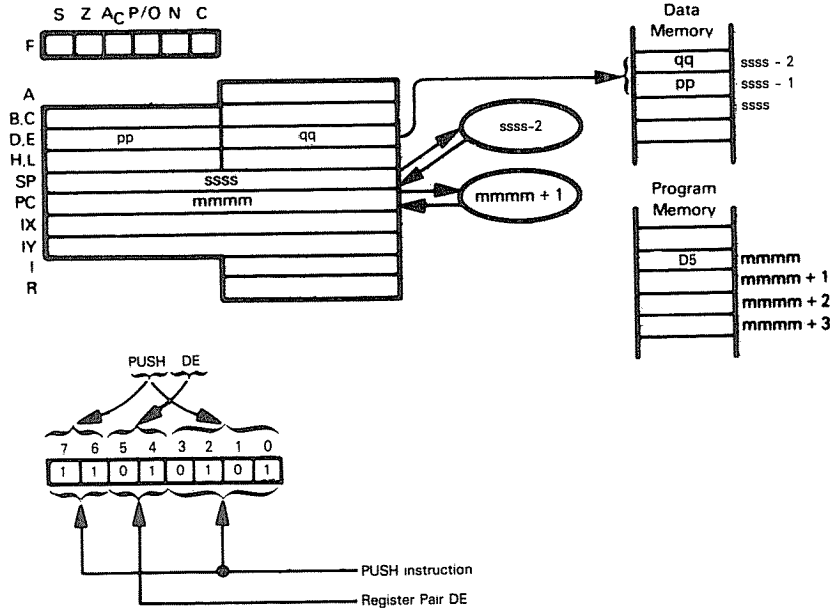 S Z AC P/O N C
F
Data
Memory
qq ssss - 2
pp ssss - 1
ssss
A
B,C
D,E pp qq
H,L
SP ssss
PC mmmm
IX
IY
I
R
ssss-2
mmmm + 1
Program
Memory
D5 mmmm
mmmm + 1
mmmm + 2
mmmm + 3
PUSH DE
7 6 5 4 3 2 1 0
1 1 0 1 0 1 0 1
PUSH instruction
Register Pair DE